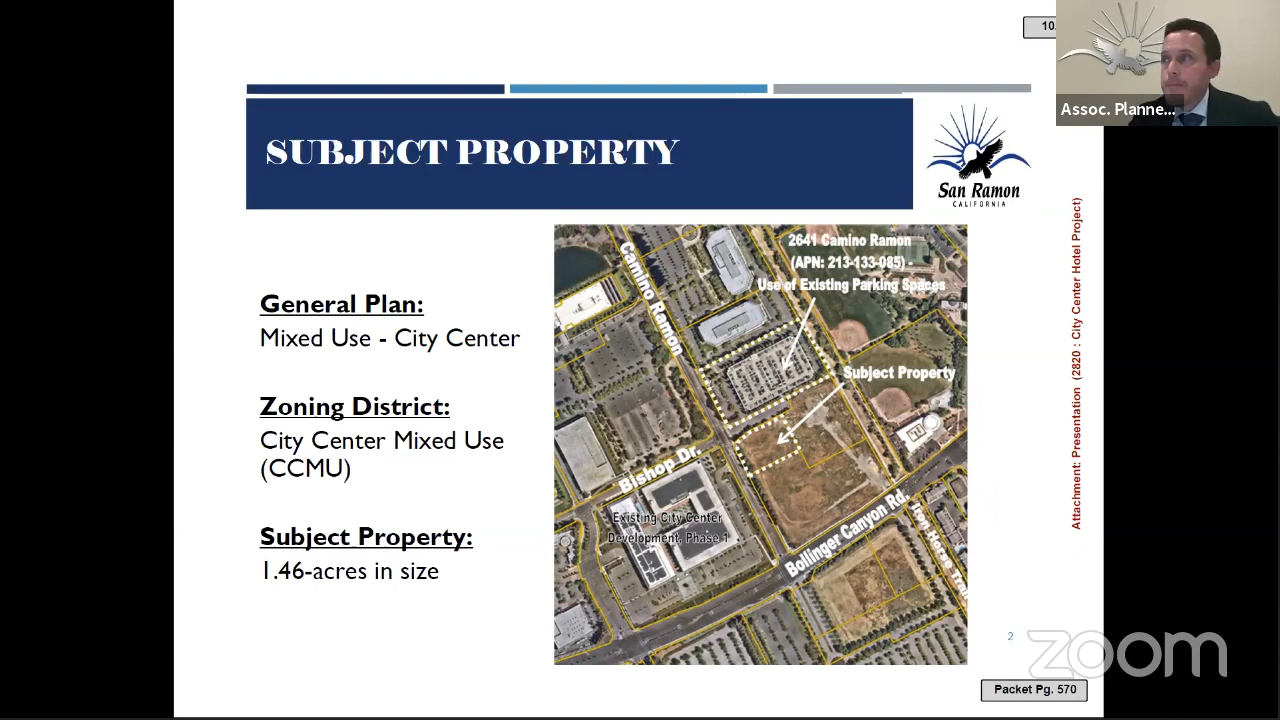 10.
Assoc. Planne...
SUBJECT PROPERTY
San Ramon
CALIFORNIA
General Plan:
Mixed Use - City Center
Zoning District:
City Center Mixed Use
(CCMU)
Subject Property:
1.46-acres in size
2641 Camino Ramon
(APN: 213-133-085) -
Use of Existing Parking Spaces
Camino Ramon
Subject Property
Bishop Dr.
Existing City Center
Development, Phase 1
Bollinger Canyon Rd.
Iron Horse Trail
Attachment: Presentation (2820 : City Center Hotel Project)
2
zoom
Packet Pg. 570